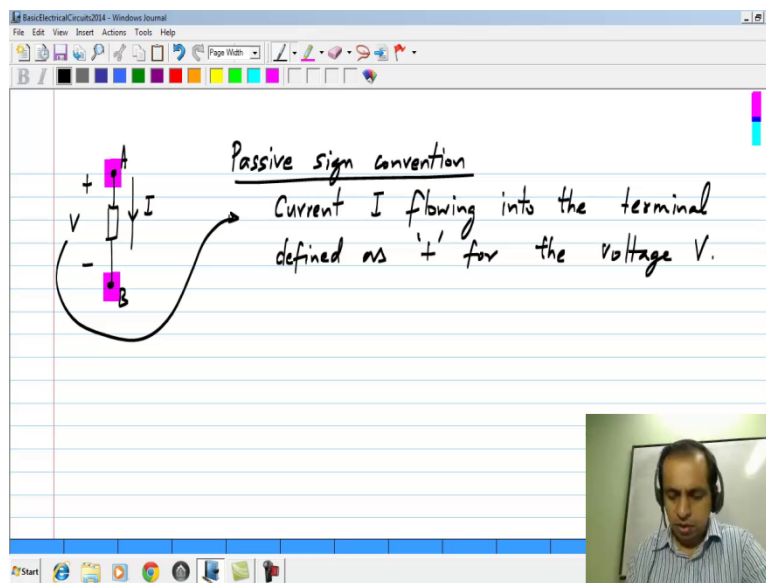 BasicElectricalCircuits2014 - Windows Journal
File Edit View Insert Actions Tools Help
Page Width
B I
Passive sign convention
Current I flowing into the terminal
defined as '+' for the voltage V.
A
+
I
V
-
B
Start